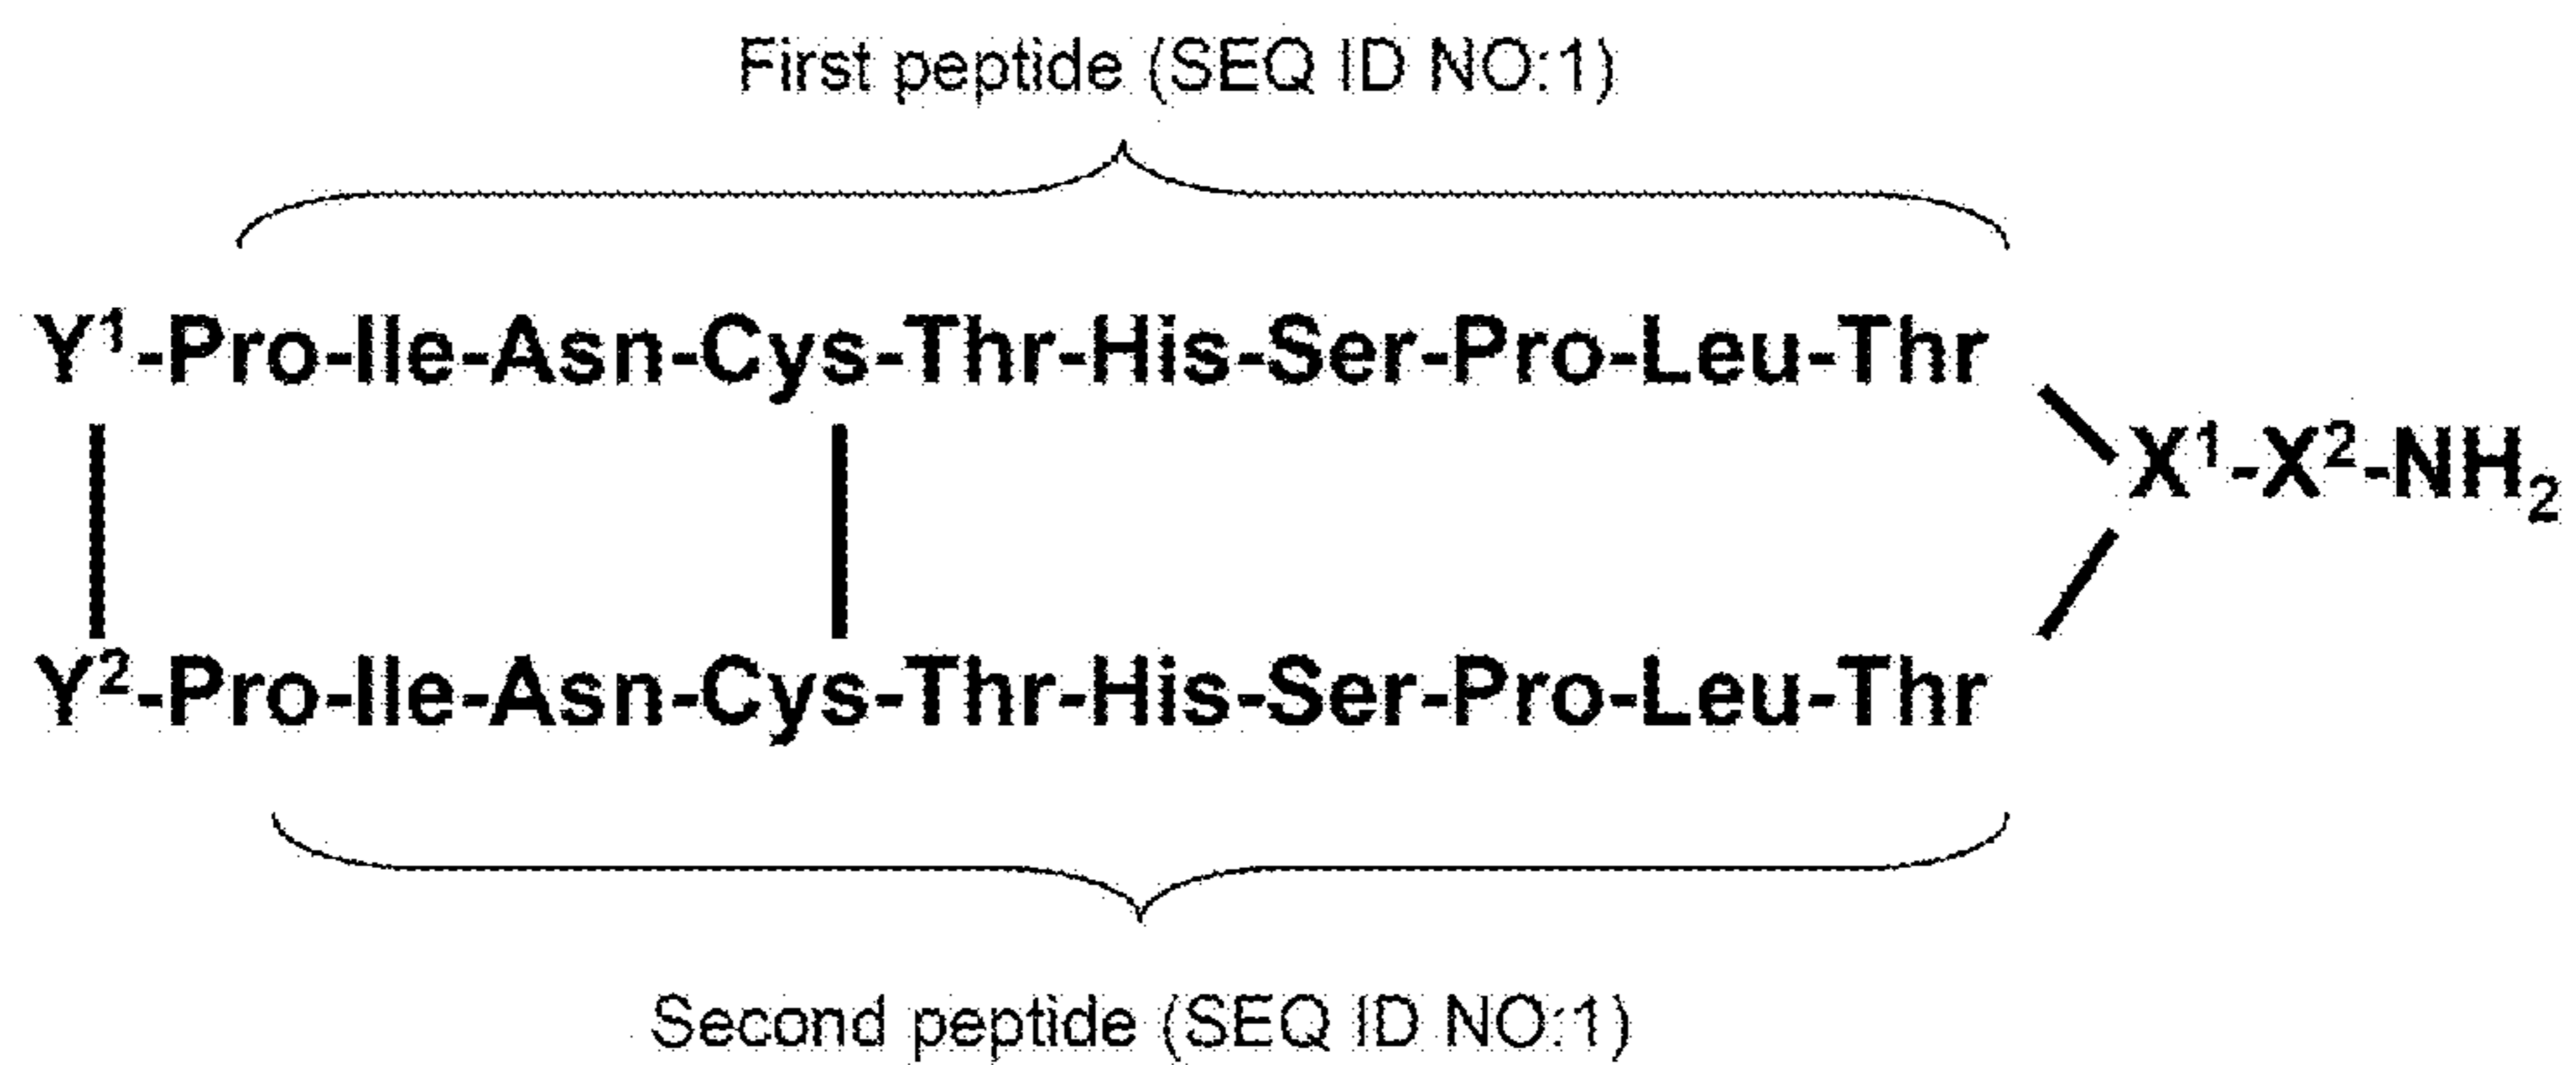 First peptide (SEQ ID NO:1)
Y¹-Pro-Ile-Asn-Cys-Thr-His-Ser-Pro-Leu-Thr
X¹-X²-NH₂
Y²-Pro-Ile-Asn-Cys-Thr-His-Ser-Pro-Leu-Thr
Second peptide (SEQ ID NO:1)